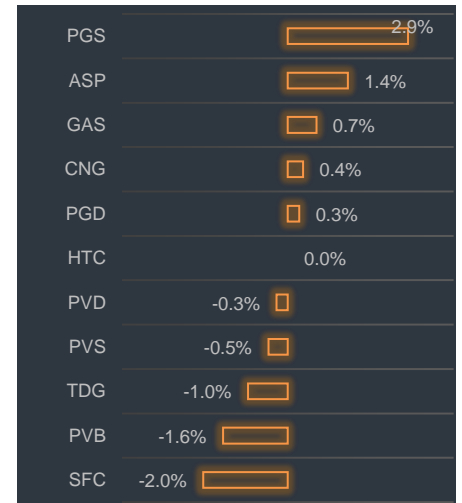 PGS 2.9%
ASP 1.4%
GAS 0.7%
CNG 0.4%
PGD 0.3%
HTC 0.0%
PVD -0.3%
PVS -0.5%
TDG -1.0%
PVB -1.6%
SFC -2.0%